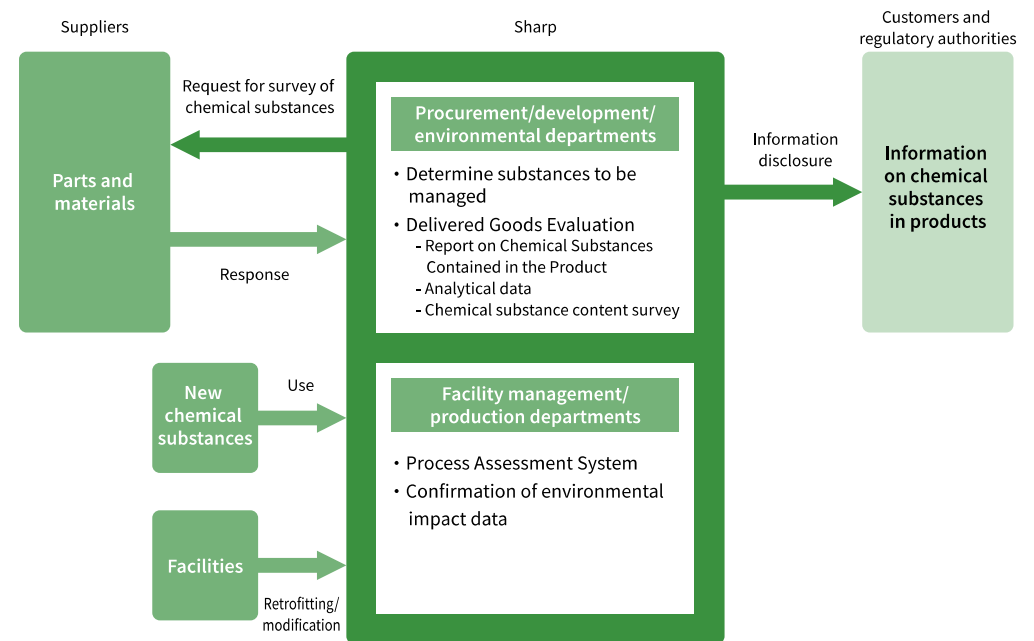 Suppliers
Sharp
Customers and
regulatory authorities
Request for survey of
chemical substances
Parts and
materials
Response
Procurement/development/
environmental departments
・Determine substances to be
managed
・Delivered Goods Evaluation
- Report on Chemical Substances
Contained in the Product
- Analytical data
- Chemical substance content survey
Information
disclosure
Information
on chemical
substances
in products
New
chemical
substances
Use
Facility management/
production departments
・Process Assessment System
・Confirmation of environmental
impact data
Facilities
Retrofitting/
modification